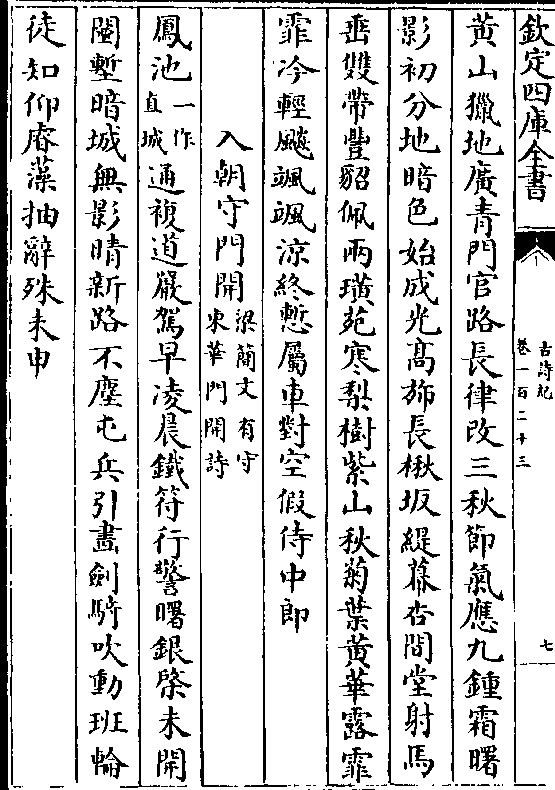 欽定四庫全書
古詩紀
卷一百二十三
七
黃山獵地廣青門官路長律改三秋節氣應九鍾霜曙
影初分地暗色始成光高旆長楸坂緹幕杏間堂射馬
垂雙帶豐貂佩兩璜苑寒梨樹紫山秋菊葉黃華露霏
霏冷輕飈颯颯涼終慙屬車對空假侍中郎
入朝守門開梁簡文有守東華門開詩
鳳池一作直城通複道嚴駕早凌晨鐵符行警曙銀棨未開
闉塹暗城無影晴新路不塵屯兵引畫劍騎吹動班輪
徒知仰睿藻抽辭殊未申